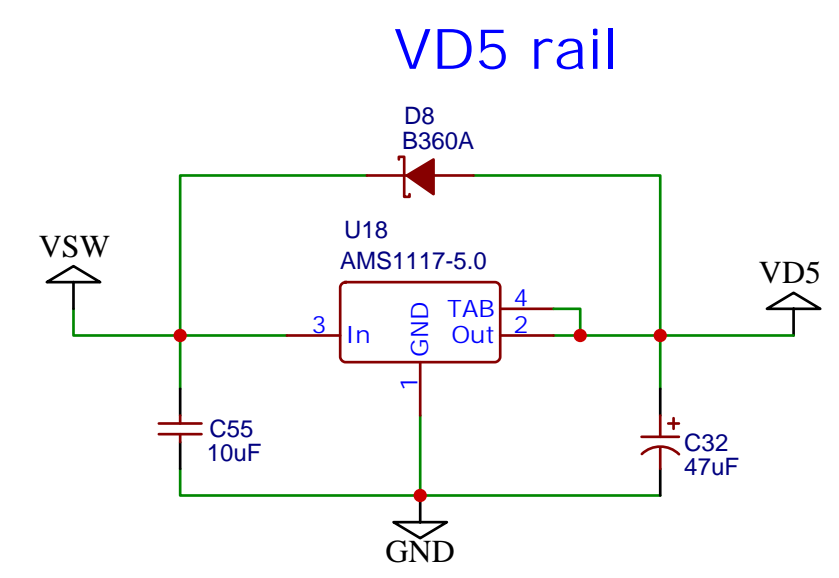 VD5 rail
D8
B360A
U18
AMS1117-5.0
VSW
VD5
3
In
GND
TAB
4
Out
2
1
+
C55
10uF
C32
47uF
GND